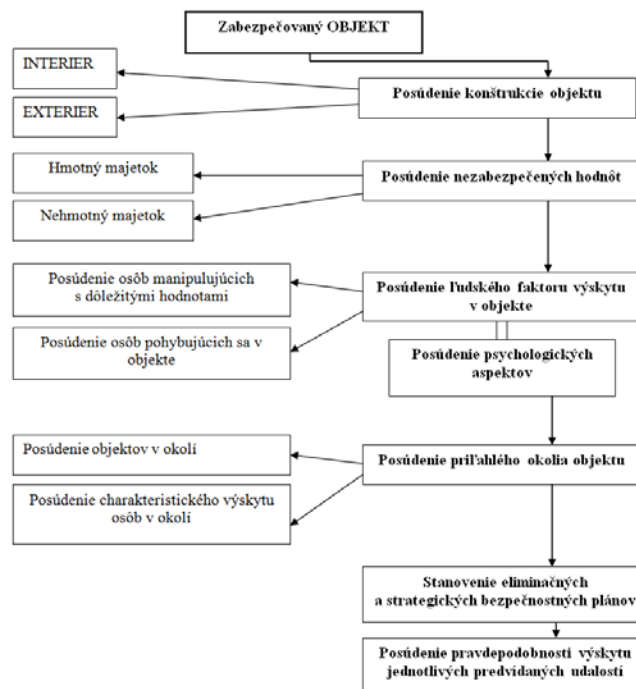 Zabezpečovaný OBJEKT
INTERIER
EXTERIER
Posúdenie konštrukcie objektu
Hmotný majetok
Nehmotný majetok
Posúdenie nezabezpečených hodnôt
Posúdenie osôb manipulujúcich
s dôležitými hodnotami
Posúdenie osôb pohybujúcich sa v
objekte
Posúdenie ľudského faktoru výskytu
v objekte
Posúdenie psychologických
aspektov
Posúdenie objektov v okolí
Posúdenie charakteristického výskytu
osôb v okolí
Posúdenie priľahlého okolia objektu
Stanovenie eliminačných
a strategických bezpečnostných plánov
Posúdenie pravdepodobnosti výskytu
jednotlivých predvídaných udalostí